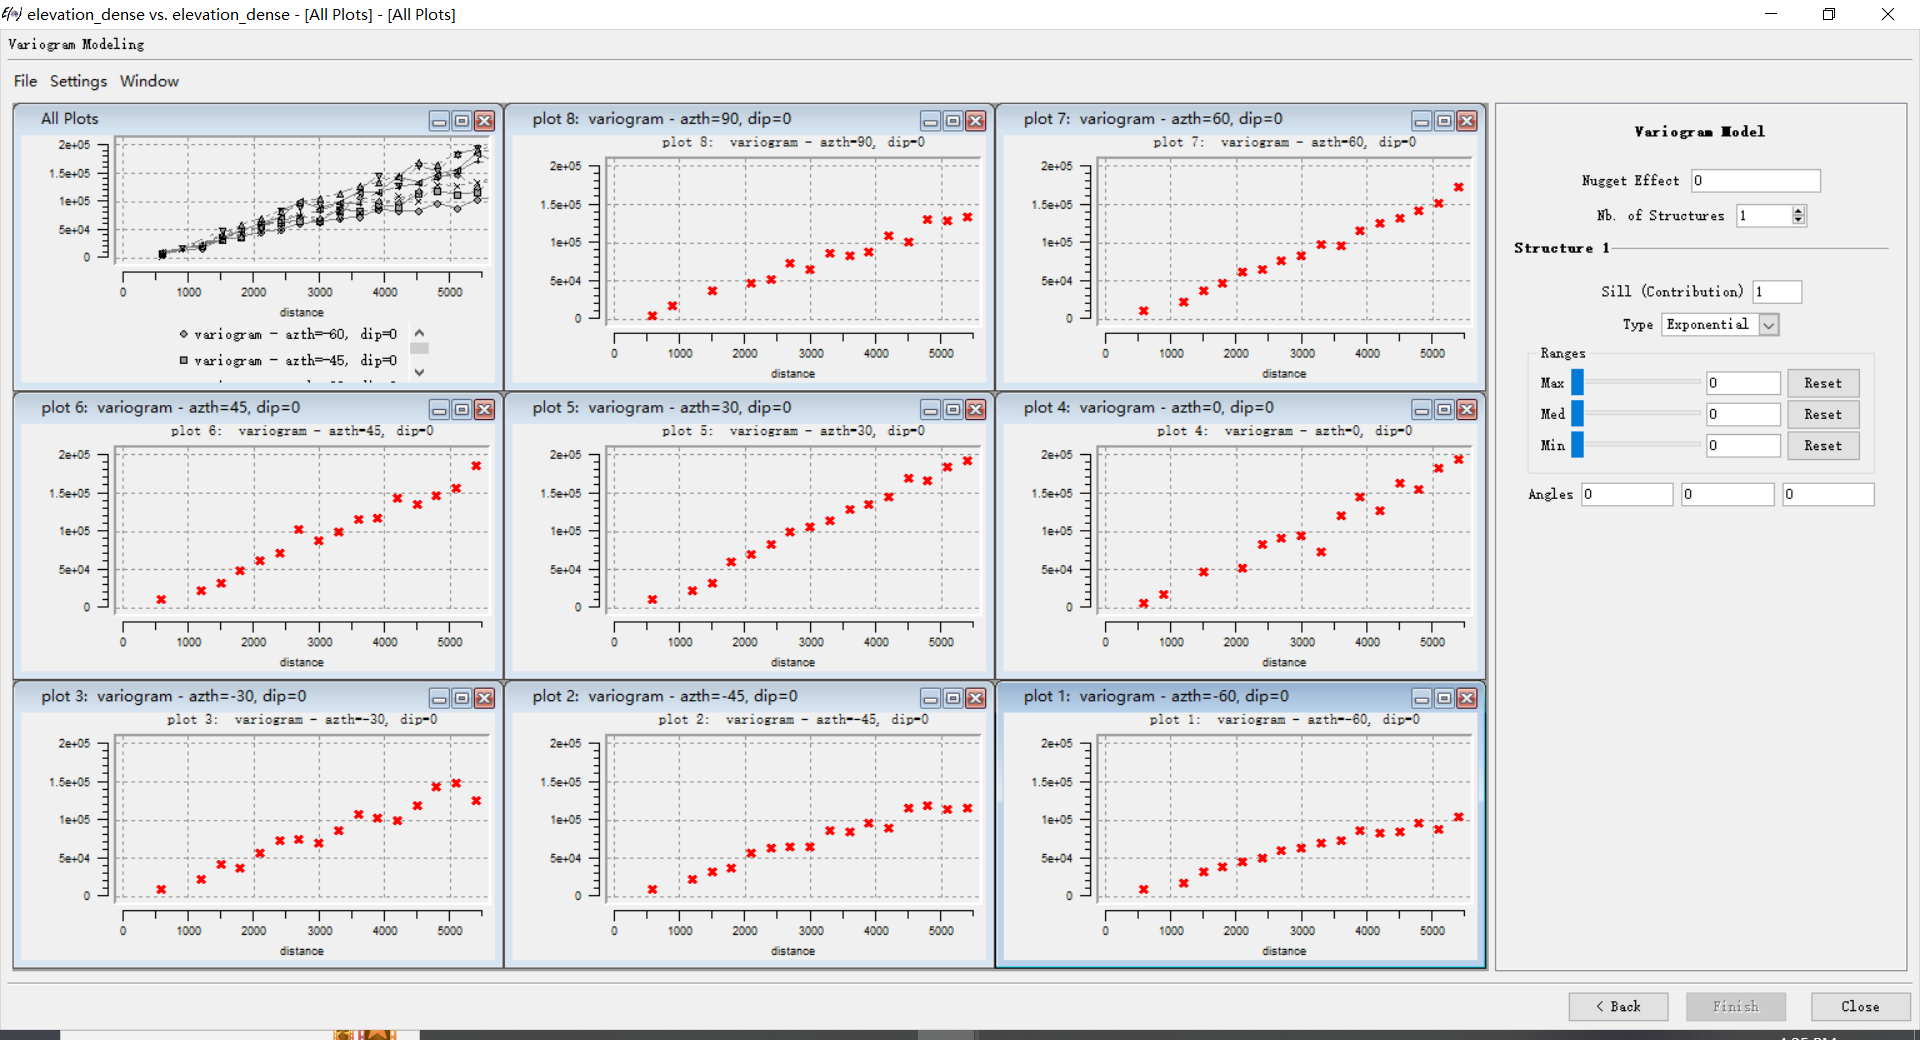 elevation_dense vs. elevation_dense - [All Plots] - [All Plots]
Variogram Modeling
File Settings Window
All Plots
2e+05
1.5e+05
1e+05
5e+04
0
0 1000 2000 3000 4000 5000
distance
variogram - azth=-60, dip=0
variogram - azth=-45, dip=0
plot 8: variogram - azth=90, dip=0
plot 8: variogram - azth=90, dip=0
2e+05
1.5e+05
1e+05
5e+04
0
0 1000 2000 3000 4000 5000
distance
plot 7: variogram - azth=60, dip=0
plot 7: variogram - azth=60, dip=0
2e+05
1.5e+05
1e+05
5e+04
0
0 1000 2000 3000 4000 5000
distance
plot 6: variogram - azth=45, dip=0
plot 6: variogram - azth=45, dip=0
2e+05
1.5e+05
1e+05
5e+04
0
0 1000 2000 3000 4000 5000
distance
plot 5: variogram - azth=30, dip=0
plot 5: variogram - azth=30, dip=0
2e+05
1.5e+05
1e+05
5e+04
0
0 1000 2000 3000 4000 5000
distance
plot 4: variogram - azth=0, dip=0
plot 4: variogram - azth=0, dip=0
2e+05
1.5e+05
1e+05
5e+04
0
0 1000 2000 3000 4000 5000
distance
plot 3: variogram - azth=-30, dip=0
plot 3: variogram - azth=-30, dip=0
2e+05
1.5e+05
1e+05
5e+04
0
0 1000 2000 3000 4000 5000
distance
plot 2: variogram - azth=-45, dip=0
plot 2: variogram - azth=-45, dip=0
2e+05
1.5e+05
1e+05
5e+04
0
0 1000 2000 3000 4000 5000
distance
plot 1: variogram - azth=-60, dip=0
plot 1: variogram - azth=-60, dip=0
2e+05
1.5e+05
1e+05
5e+04
0
0 1000 2000 3000 4000 5000
distance
Variogram Model
Nugget Effect 0
Nb. of Structures 1
Structure 1
Sill (Contribution) 1
Type Exponential
Ranges
Max 0 Reset
Med 0 Reset
Min 0 Reset
Angles 0 0 0
< Back Finish Close